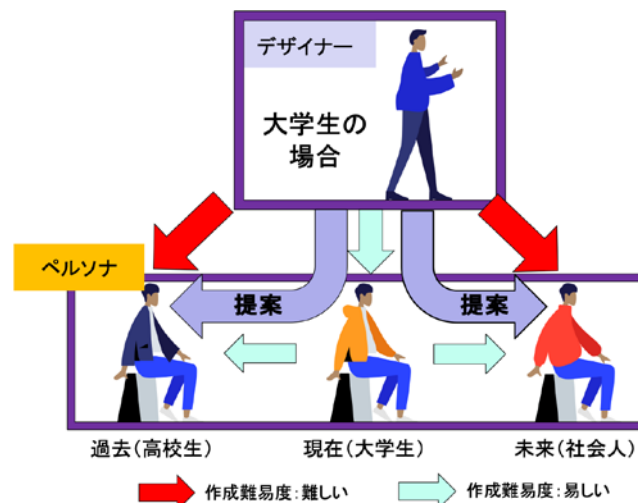 デザイナー
大学生の
場合
ペルソナ
提案
提案
過去(高校生)
現在(大学生)
未来(社会人)
作成難易度:難しい
作成難易度:易しい